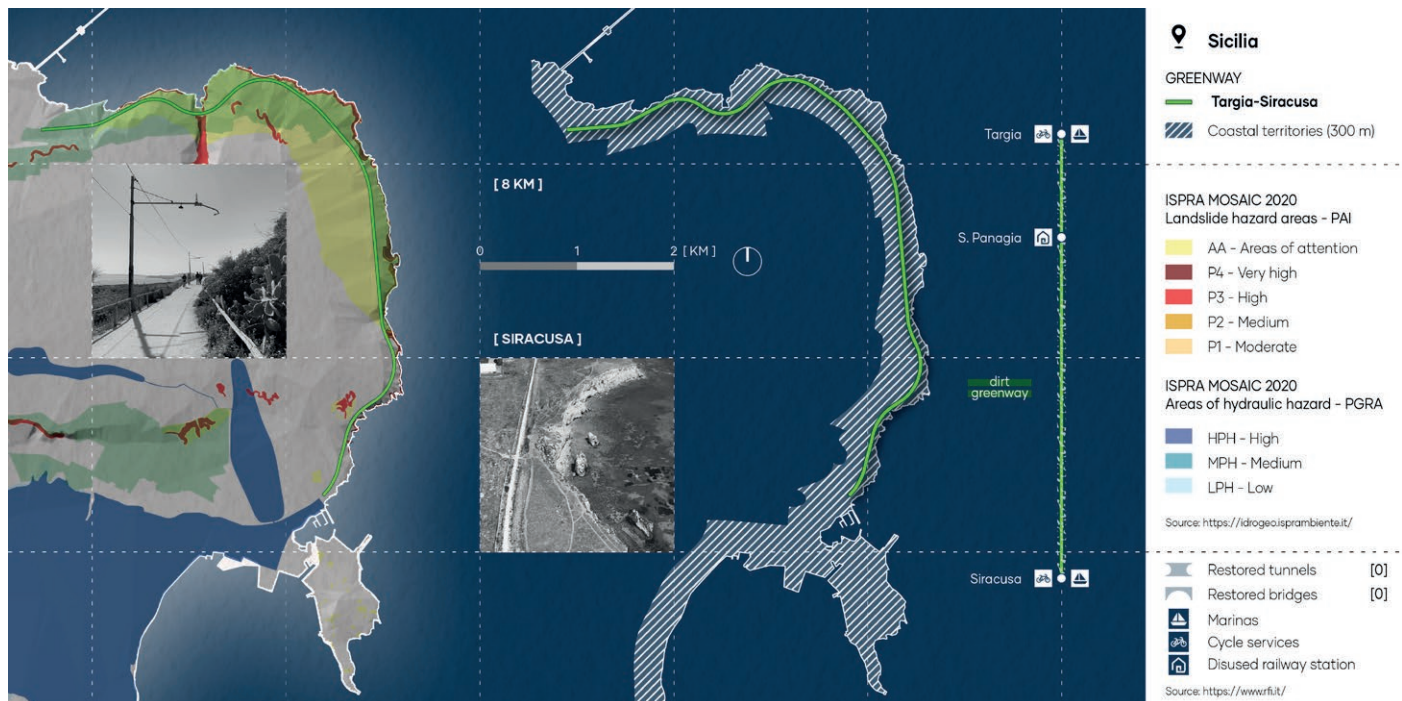 [ 8 KM ]
0
1
2 [ KM ]
[ SIRACUSA ]
Targia
S. Panagia
dirt
greenway
Siracusa
Sicilia
GREENWAY
Targia-Siracusa
Coastal territories (300 m)
ISPRA MOSAIC 2020
Landslide hazard areas - PAI
AA - Areas of attention
P4 - Very high
P3 - High
P2 - Medium
P1 - Moderate
ISPRA MOSAIC 2020
Areas of hydraulic hazard - PGRA
HPH - High
MPH - Medium
LPH - Low
Source: https://idrogeo.isprambiente.it/
Restored tunnels [0]
Restored bridges [0]
Marinas
Cycle services
Disused railway station
Source: https://www.rfi.it/